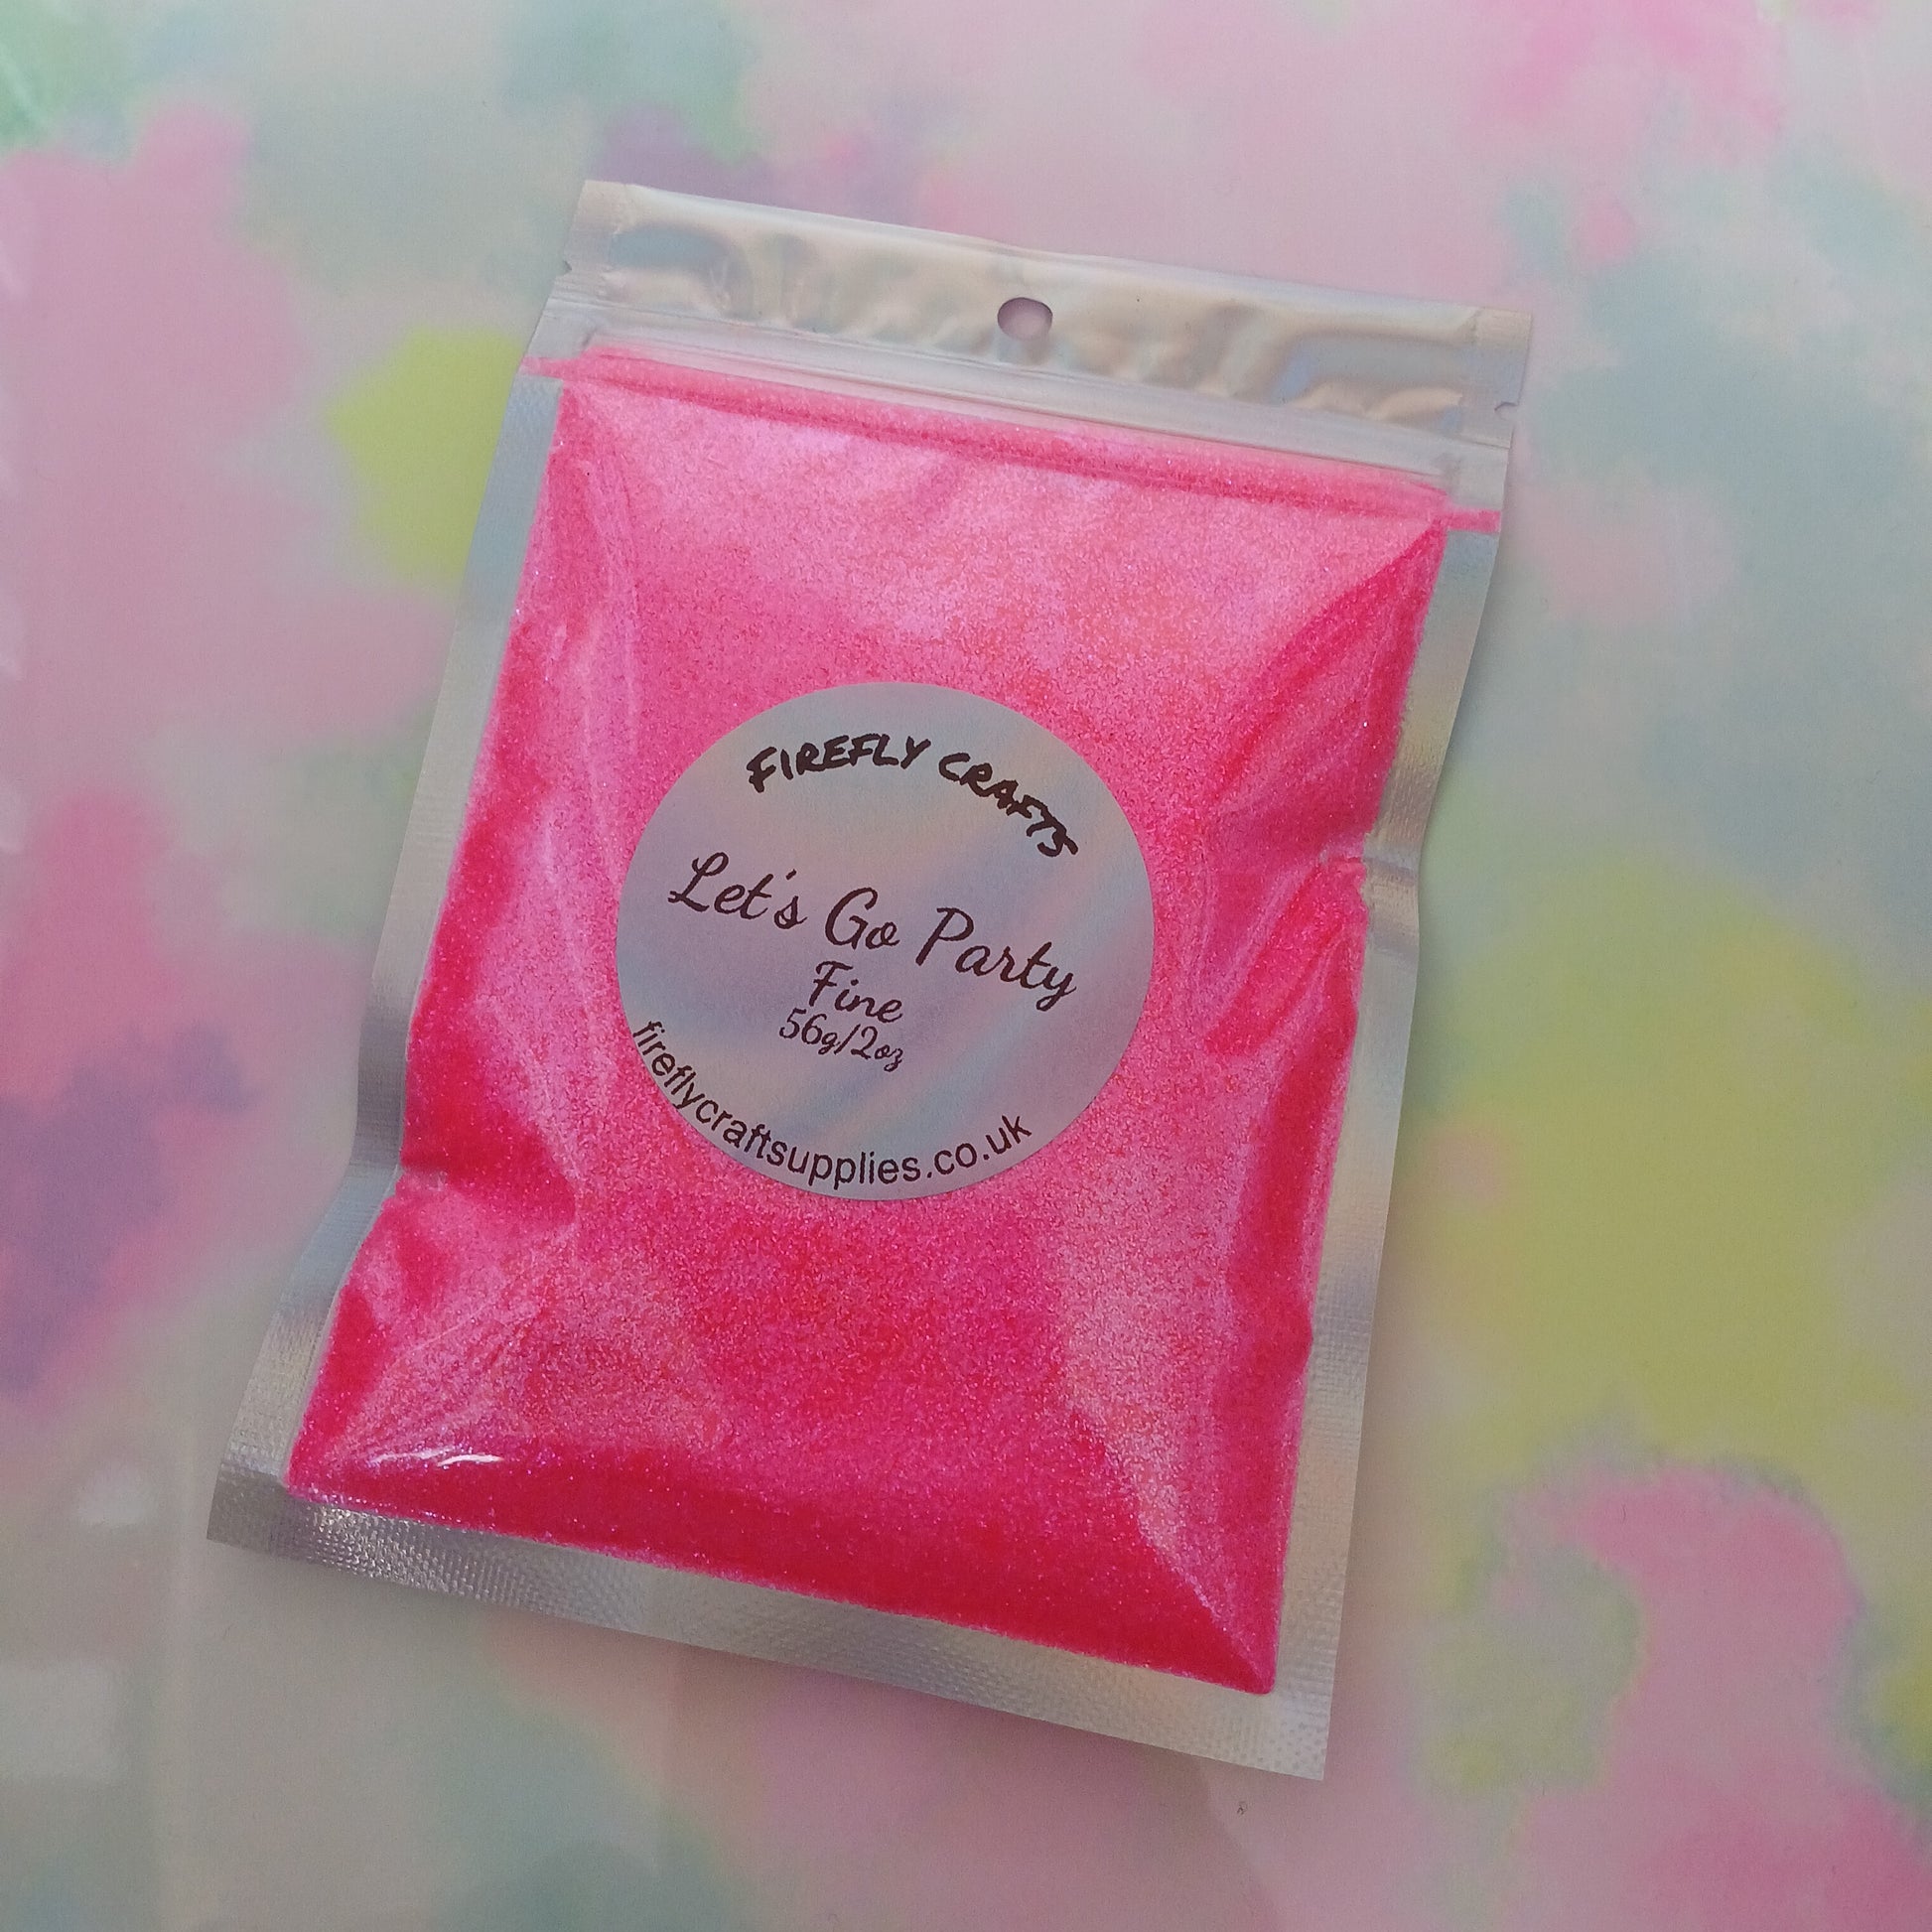 FIREFLY CRAFTS
Let's Go Party
Fine
56g/2oz
fireflycraftsupplies.co.uk